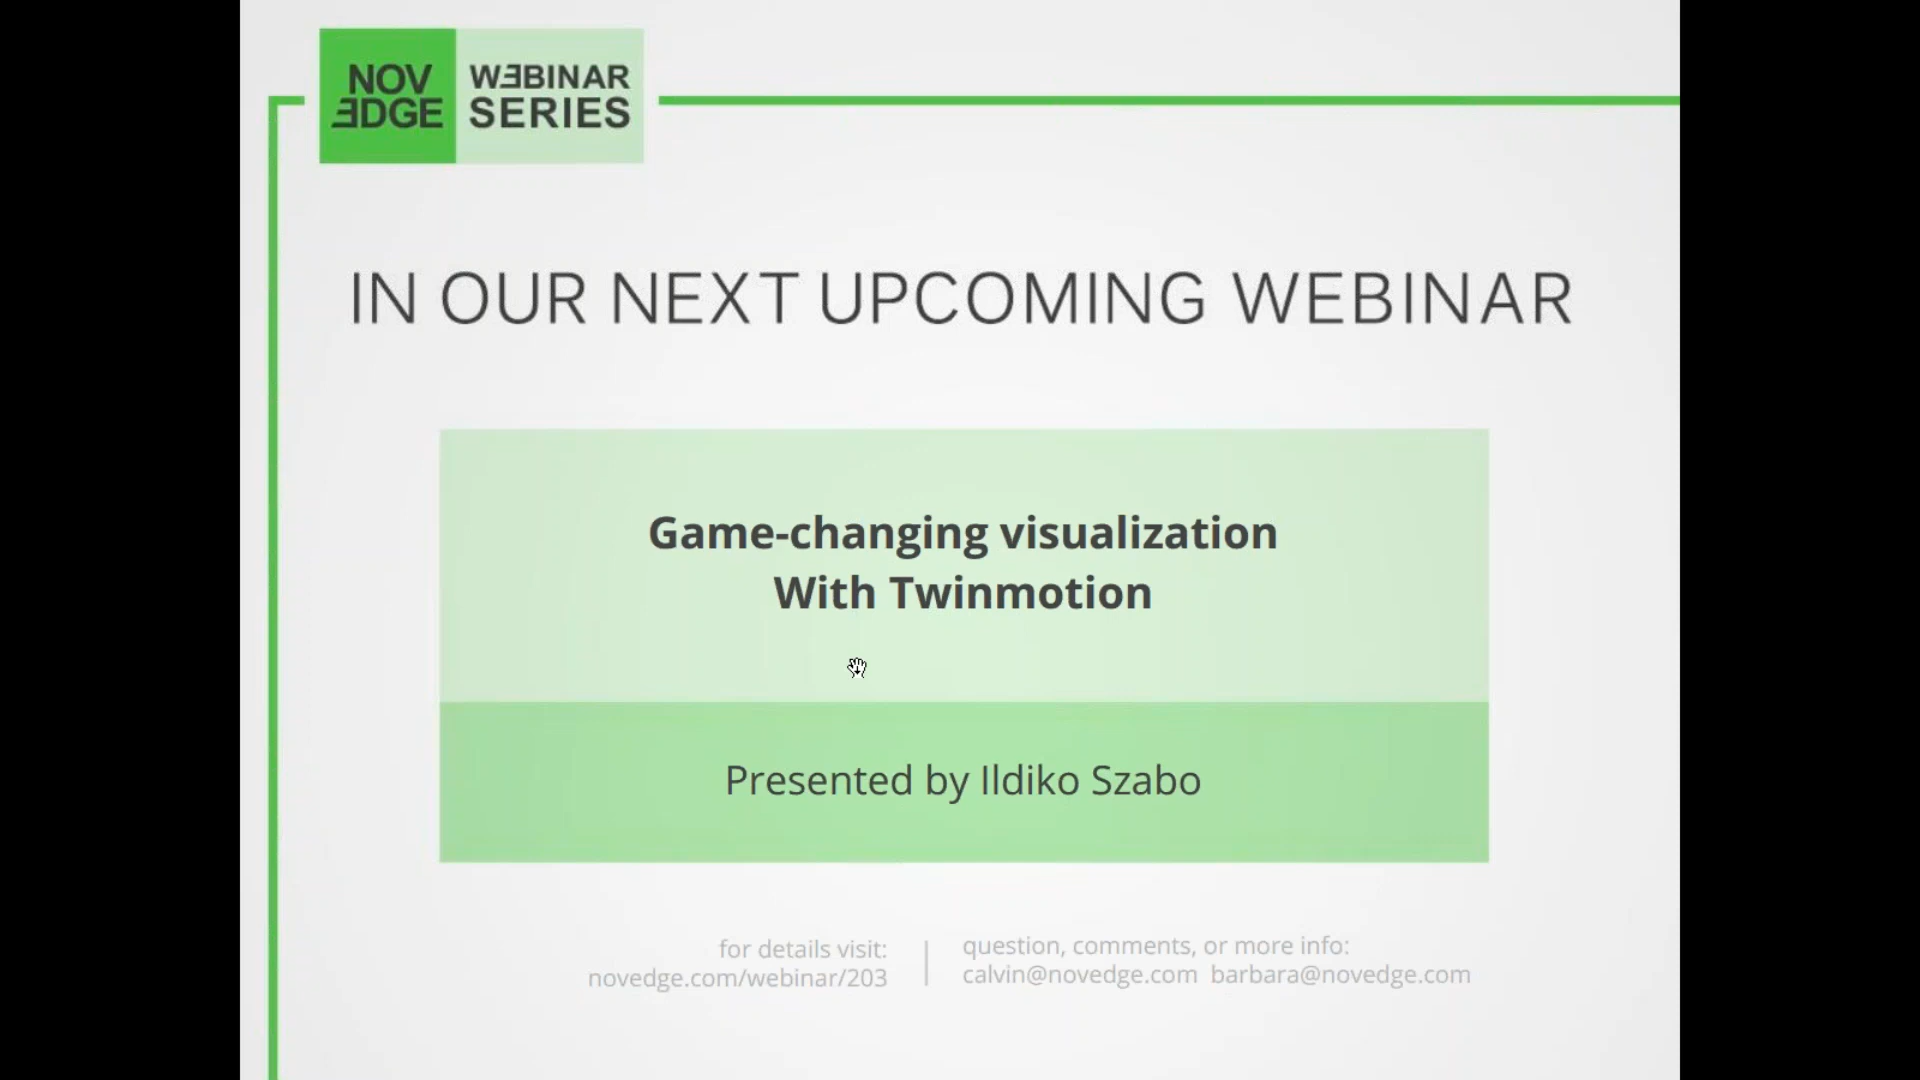 NOV
EDGE
WEBINAR
SERIES
IN OUR NEXT UPCOMING WEBINAR
Game-changing visualization
With Twinmotion
Presented by Ildiko Szabo
for details visit:
novedge.com/webinar/203
question, comments, or more info:
calvin@novedge.com barbara@novedge.com